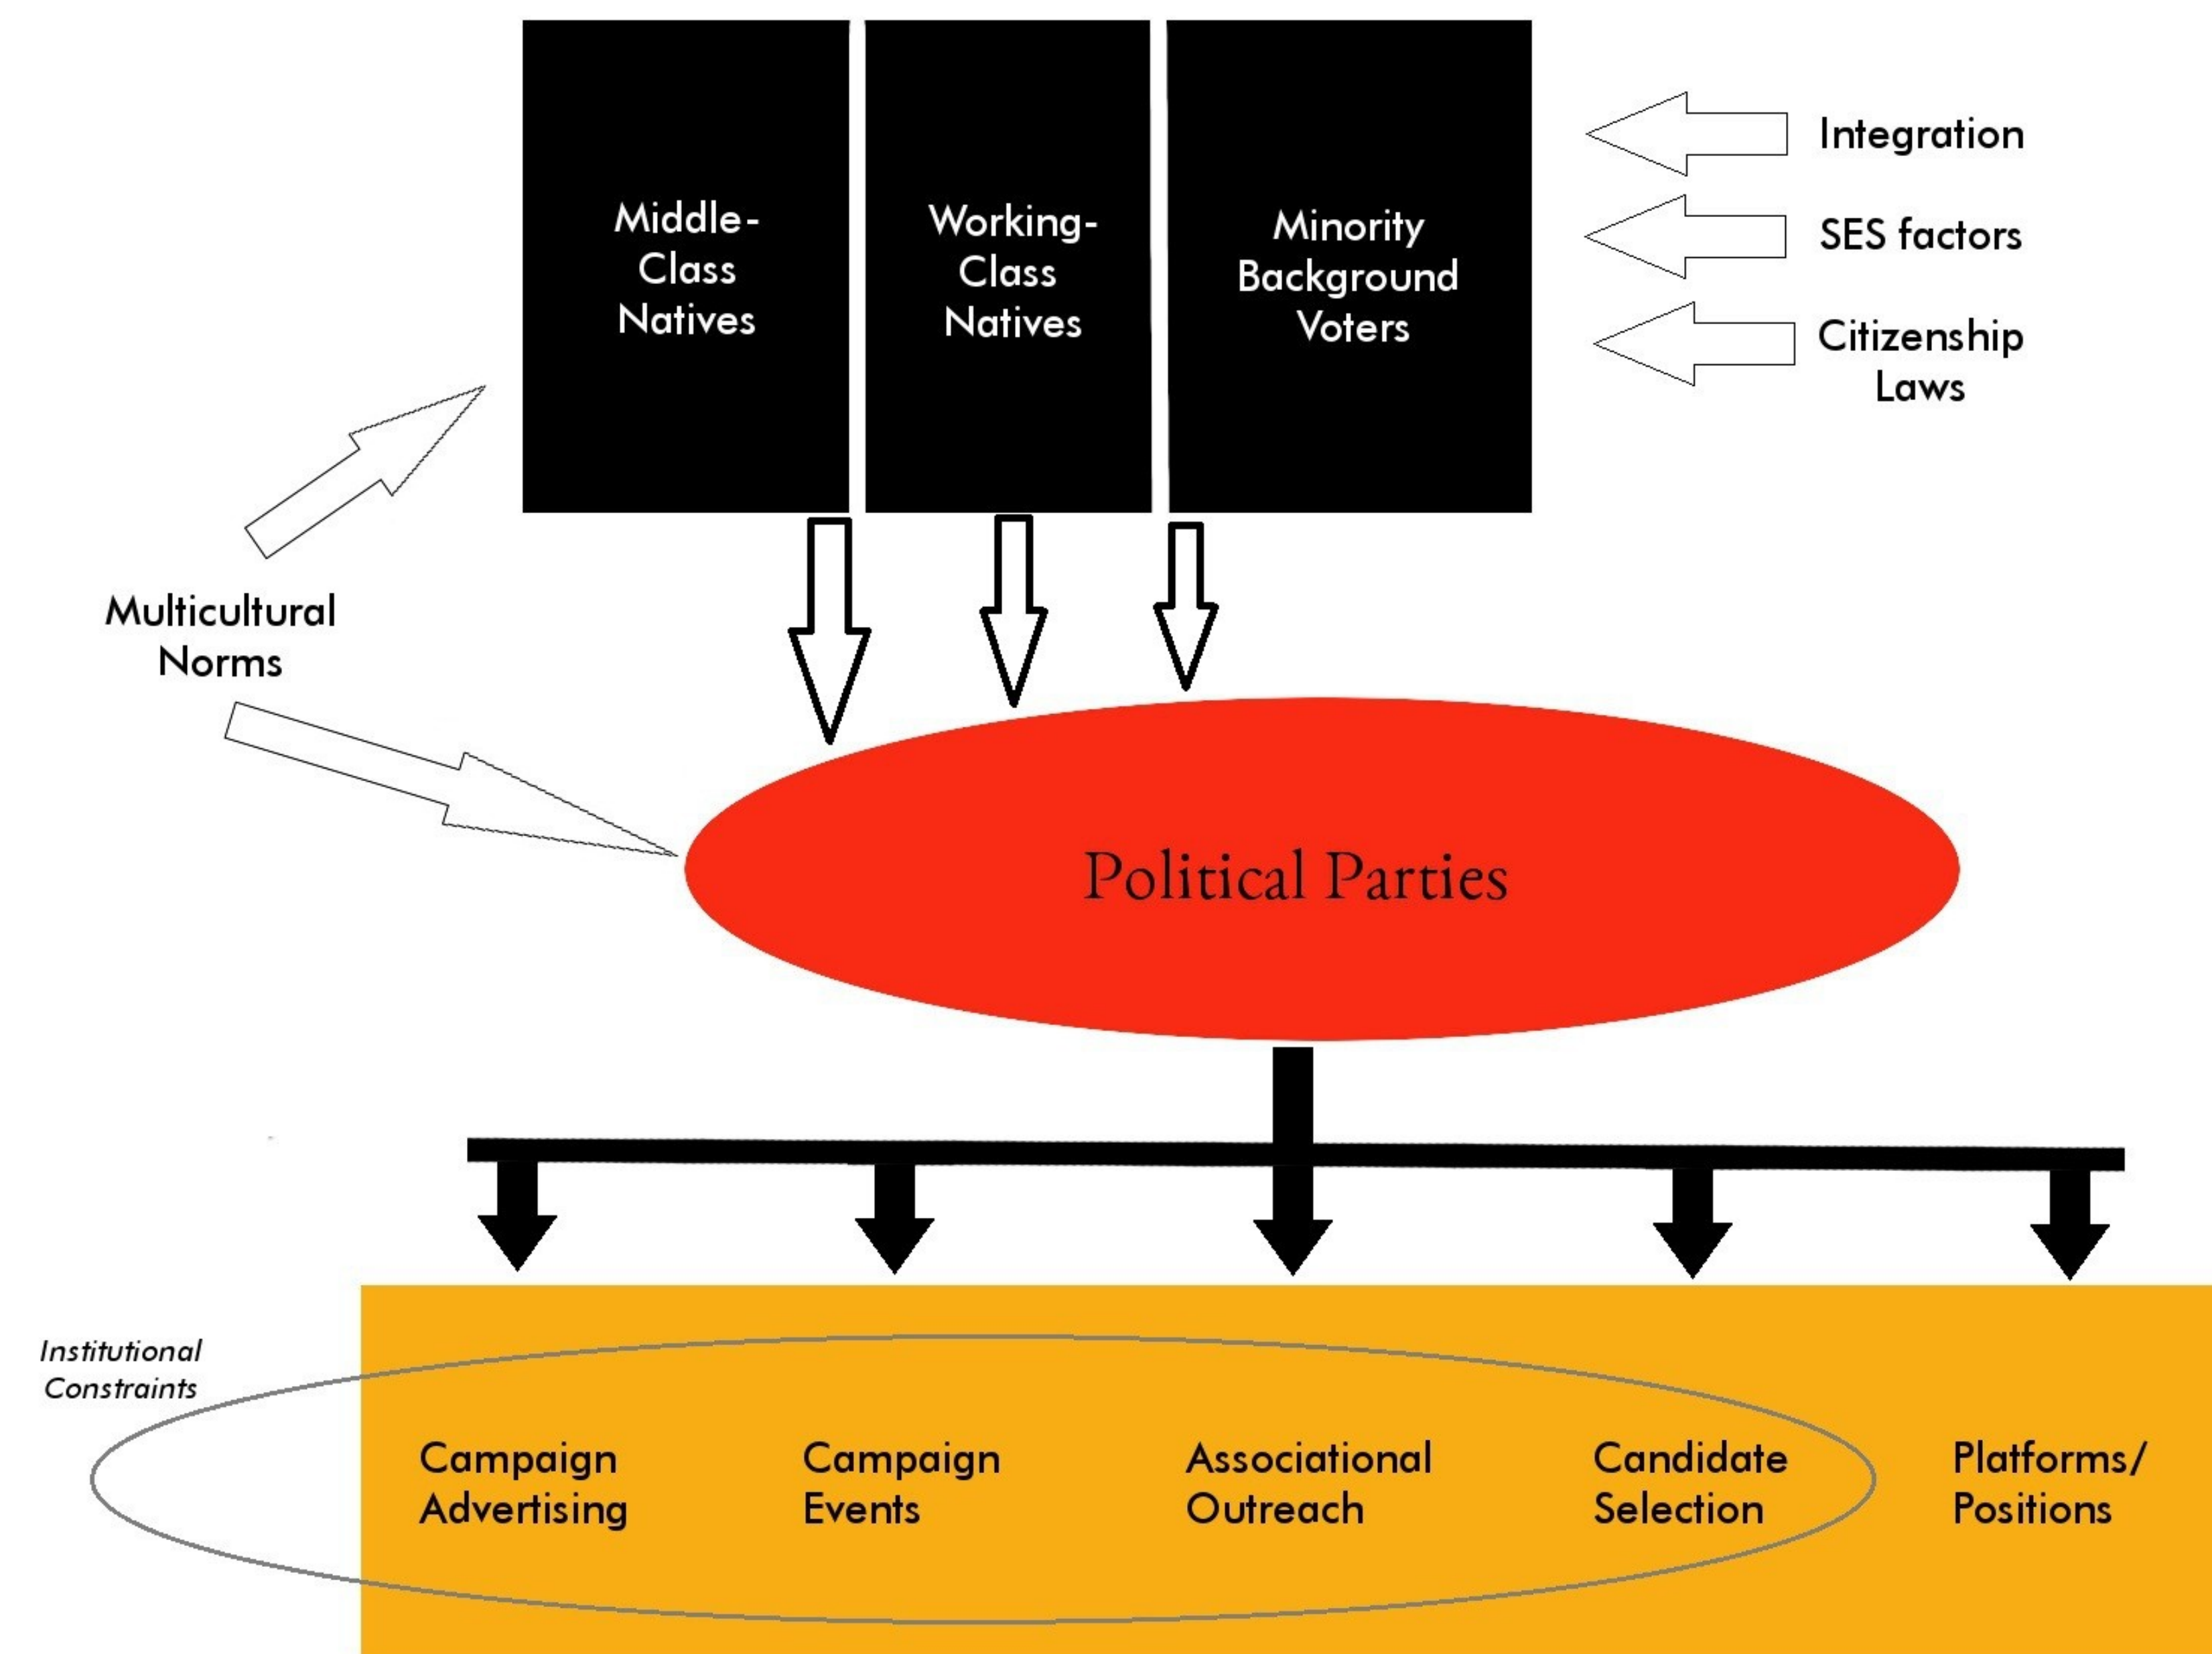 Middle-
Class
Natives
Working-
Class
Natives
Minority
Background
Voters
Integration
SES factors
Citizenship
Laws
Multicultural
Norms
Political Parties
Institutional
Constraints
Campaign
Advertising
Campaign
Events
Associational
Outreach
Candidate
Selection
Platforms/
Positions